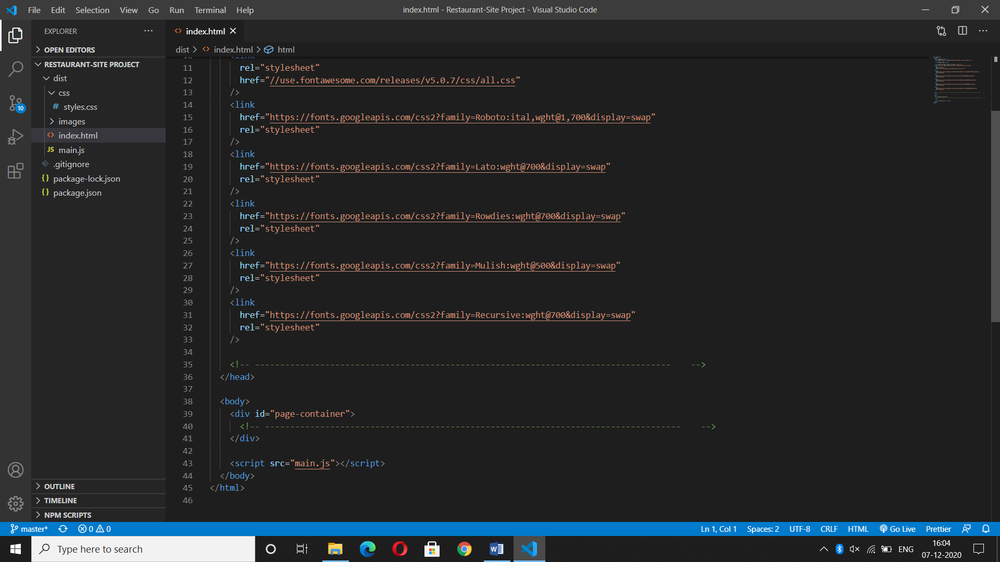 File Edit Selection View Go Run Terminal Help
index.html - Restaurant-Site Project - Visual Studio Code
EXPLORER
OPEN EDITORS
RESTAURANT-SITE PROJECT
dist
css
# styles.css
images
<> index.html
JS main.js
.gitignore
{} package-lock.json
{} package.json
OUTLINE
TIMELINE
NPM SCRIPTS
10
<> index.html
dist > <> index.html > html
11 rel="stylesheet"
12 href="//use.fontawesome.com/releases/v5.0.7/css/all.css"
13 />
14 <link
15 href="https://fonts.googleapis.com/css2?family=Roboto:ital,wght@1,700&display=swap"
16 rel="stylesheet"
17 />
18 <link
19 href="https://fonts.googleapis.com/css2?family=Lato:wght@700&display=swap"
20 rel="stylesheet"
21 />
22 <link
23 href="https://fonts.googleapis.com/css2?family=Rowdies:wght@700&display=swap"
24 rel="stylesheet"
25 />
26 <link
27 href="https://fonts.googleapis.com/css2?family=Mulish:wght@500&display=swap"
28 rel="stylesheet"
29 />
30 <link
31 href="https://fonts.googleapis.com/css2?family=Recursive:wght@700&display=swap"
32 rel="stylesheet"
33 />
34
35 <!-- ----------------------------------------------------------------------------------- -->
36 </head>
37
38 <body>
39 <div id="page-container">
40 <!-- ----------------------------------------------------------------------------------- -->
41 </div>
42
43 <script src="main.js"></script>
44 </body>
45 </html>
46
master* 0 0
Ln 1, Col 1 Spaces: 2 UTF-8 CRLF HTML Go Live Prettier
Type here to search
ENG
16:04
07-12-2020